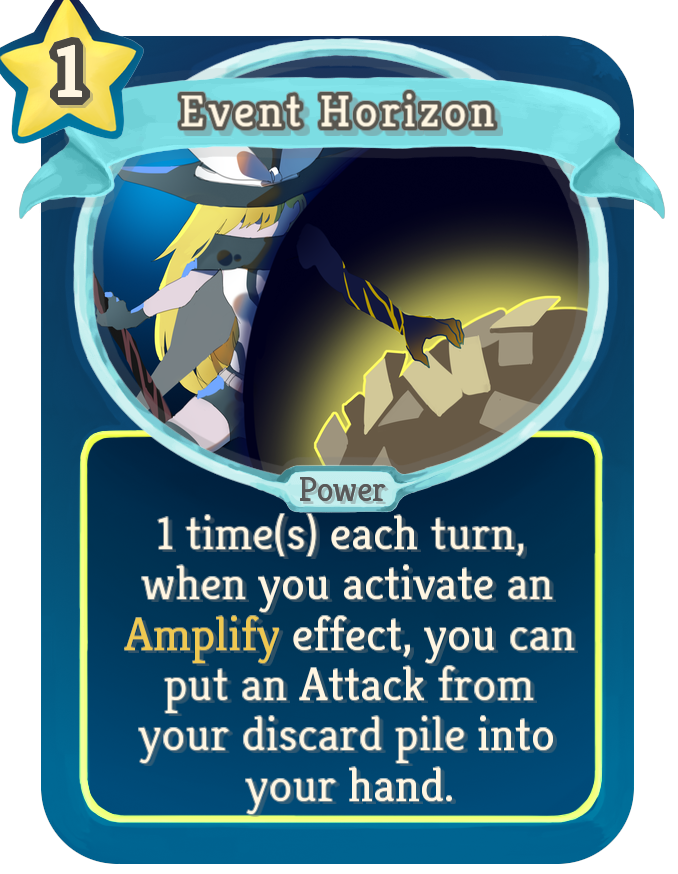 1
Event Horizon
Power
1 time(s) each turn,
when you activate an
Amplify effect, you can
put an Attack from
your discard pile into
your hand.